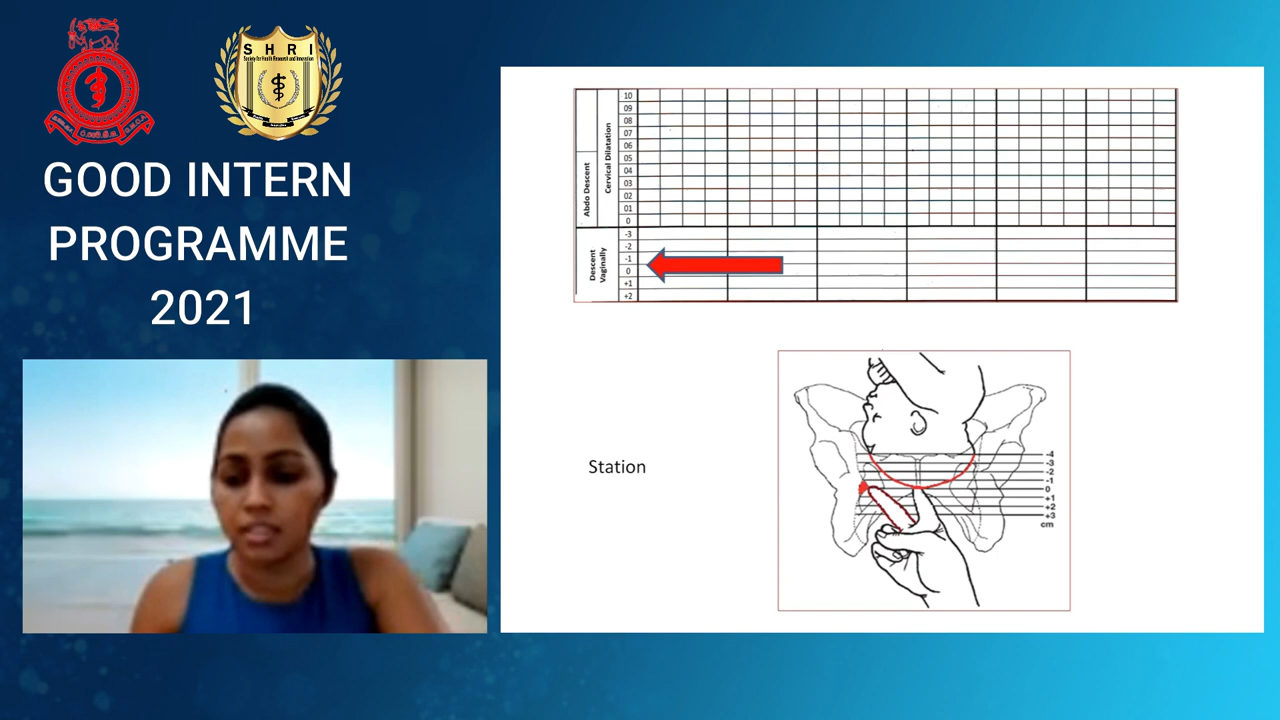 S H R I
Society for Health Research and Innovation
GOOD INTERN
PROGRAMME
2021
Abdo Descent
Cervical Dilatation
10
09
08
07
06
05
04
03
02
01
0
Descent
Vaginally
-3
-2
-1
0
+1
+2
Station
-4
-3
-2
-1
0
+1
+2
+3
cm